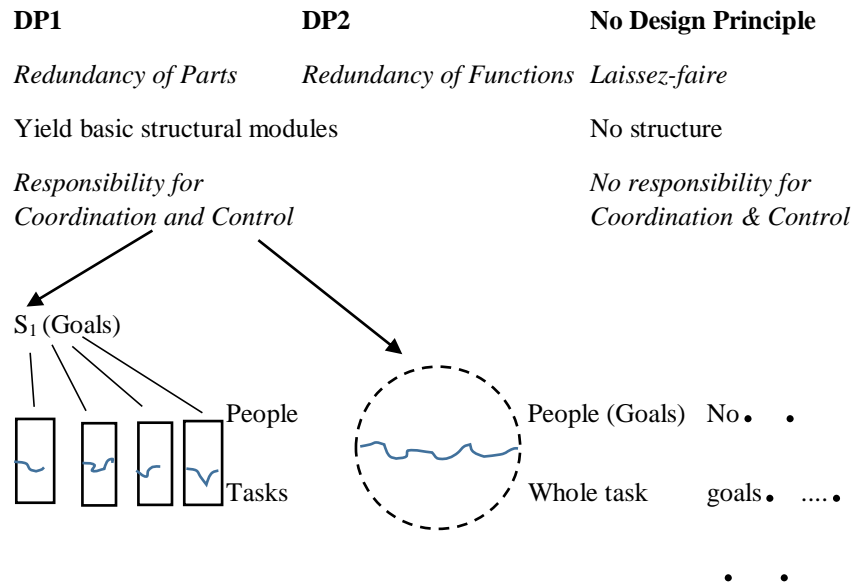 DP1 DP2 No Design Principle
Redundancy of Parts Redundancy of Functions Laissez-faire
Yield basic structural modules No structure
Responsibility for No responsibility for
Coordination and Control Coordination & Control
S₁ (Goals)
People People (Goals) No
Tasks Whole task goals ....